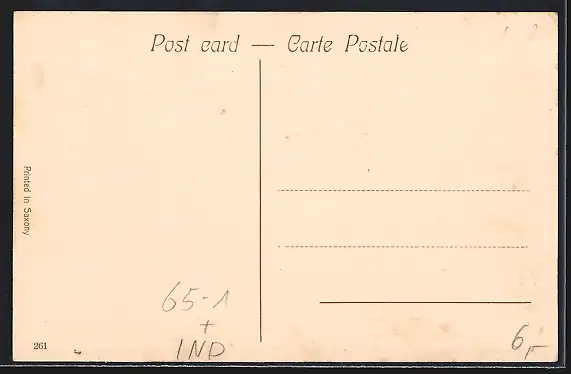 Post card — Carte Postale
Printed in Saxony
65-1
+
IND
261
6,-